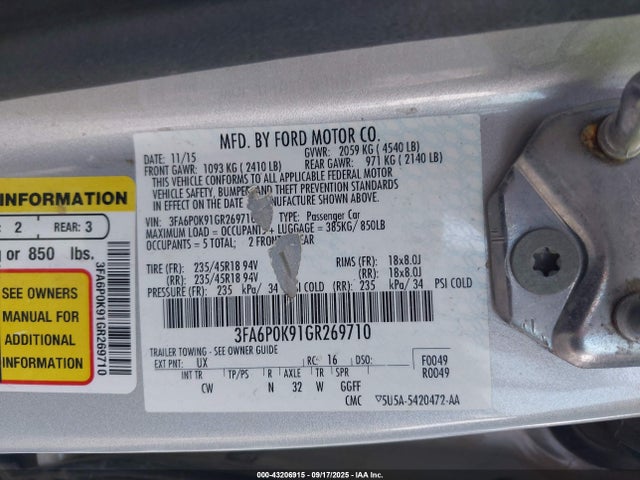 INFORMATION
2 REAR: 3
or 850 lbs.
SEE OWNERS
MANUAL FOR
ADDITIONAL
INFORMATION
3FA6P0K91GR269710
MFD. BY FORD MOTOR CO.
DATE: 11/15 GVWR: 2059 KG (4540 LB)
FRONT GAWR: 1093 KG (2410 LB) REAR GAWR: 971 KG (2140 LB)
THIS VEHICLE CONFORMS TO ALL APPLICABLE FEDERAL MOTOR
VEHICLE SAFETY, BUMPER AND THEFT PREVENTION STANDARDS
IN EFFECT ON THE DATE OF MANUFACTURE SHOWN ABOVE.
VIN: 3FA6P0K91GR269710 TYPE: Passenger Car
MAXIMUM LOAD = OCCUPANTS + LUGGAGE = 385KG/ 850LB
OCCUPANTS = 5 TOTAL; 2 FRONT
TIRE (FR): 235/45R18 94V RIMS (FR): 18x8.0J
(RR): 235/45R18 94V (RR): 18x8.0J
PRESSURE (FR): 235 kPa/ 34 PSI COLD (RR): 235 kPa/ 34 PSI COLD
3FA6P0K91GR269710
TRAILER TOWING - SEE OWNER GUIDE
EXT PNT: UX RC: 16 DSO: F0049
R0049
INT TR TP/PS R AXLE TR SPR
CW N 32 W GGFF
CMC 5U5A-5420472-AA
000-43206915 - 09/17/2025 - IAA Inc.